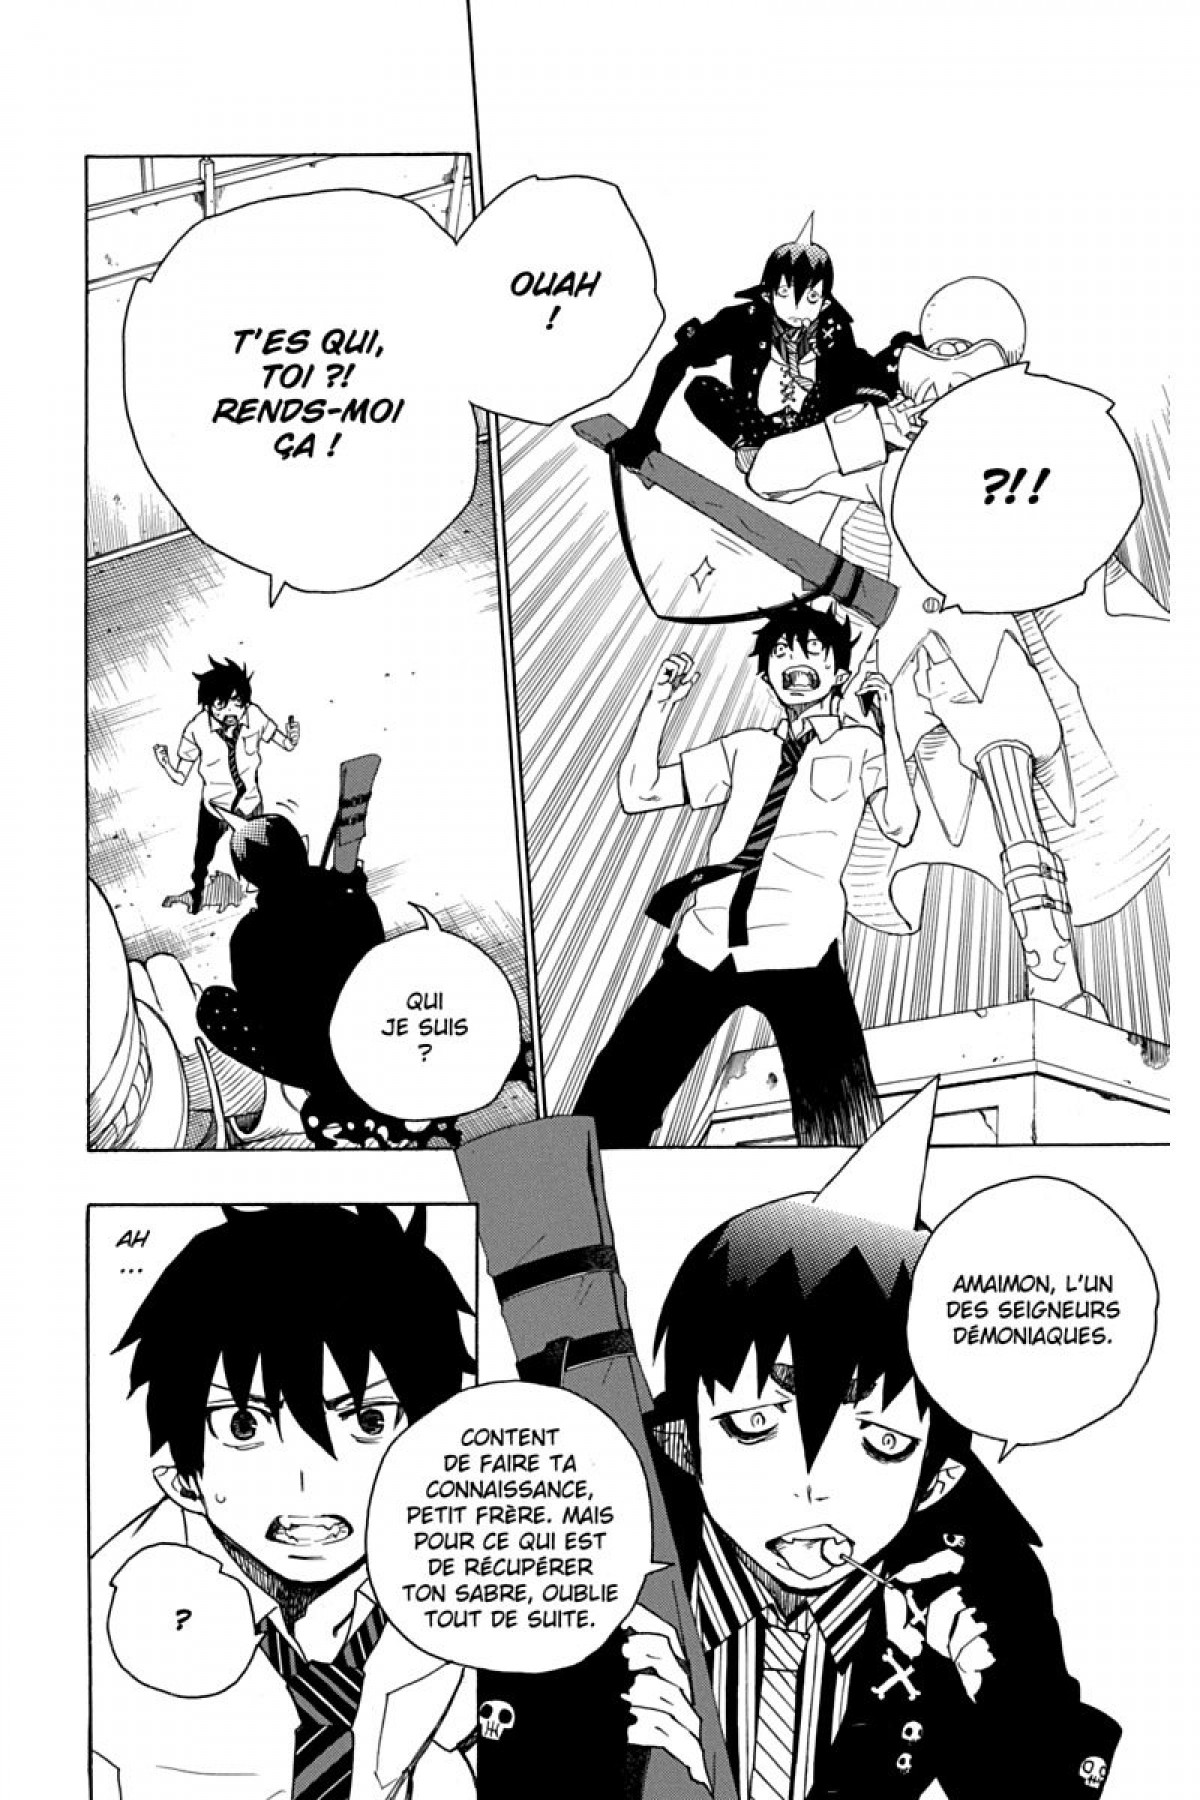 ?!!
OUAH
!
T'ES QUI,
TOI ?!
RENDS-MOI
ÇA !
QUI
JE SUIS
?
AMAIMON, L'UN
DES SEIGNEURS
DÉMONIAQUES.
CONTENT
DE FAIRE TA
CONNAISSANCE,
PETIT FRÈRE. MAIS
POUR CE QUI EST
DE RÉCUPÉRER
TON SABRE, OUBLIE
TOUT DE SUITE.
AH
...
?